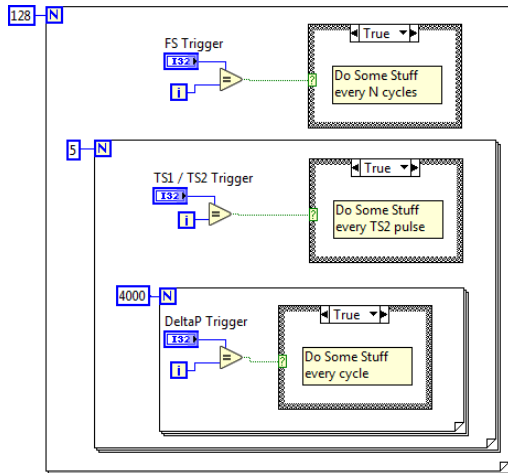 128 N
True
FS Trigger
I32
=
i
?
Do Some Stuff
every N cycles
5 N
True
TS1 / TS2 Trigger
I32
=
i
?
Do Some Stuff
every TS2 pulse
4000 N
True
DeltaP Trigger
I32
=
i
?
Do Some Stuff
every cycle